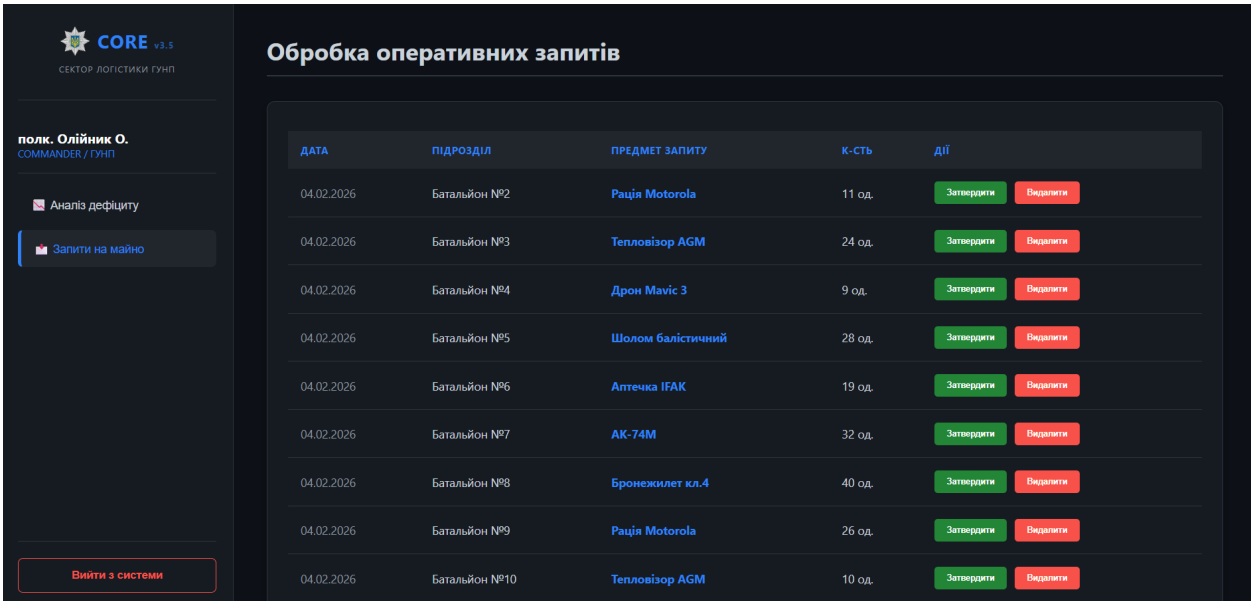 CORE v3.5
СЕКТОР ЛОГІСТИКИ ГУНП
полк. Олійник О.
COMMANDER / ГУНП
Аналіз дефіциту
Запити на майно
Вийти з системи
Обробка оперативних запитів
ДАТА ПІДРОЗДІЛ ПРЕДМЕТ ЗАПИТУ К-СТЬ ДІЇ
04.02.2026 Батальйон №2 Рація Motorola 11 од. Затвердити Видалити
04.02.2026 Батальйон №3 Тепловізор AGM 24 од. Затвердити Видалити
04.02.2026 Батальйон №4 Дрон Mavic 3 9 од. Затвердити Видалити
04.02.2026 Батальйон №5 Шолом балістичний 28 од. Затвердити Видалити
04.02.2026 Батальйон №6 Аптечка IFAK 19 од. Затвердити Видалити
04.02.2026 Батальйон №7 АК-74М 32 од. Затвердити Видалити
04.02.2026 Батальйон №8 Бронежилет кл.4 40 од. Затвердити Видалити
04.02.2026 Батальйон №9 Рація Motorola 26 од. Затвердити Видалити
04.02.2026 Батальйон №10 Тепловізор AGM 10 од. Затвердити Видалити